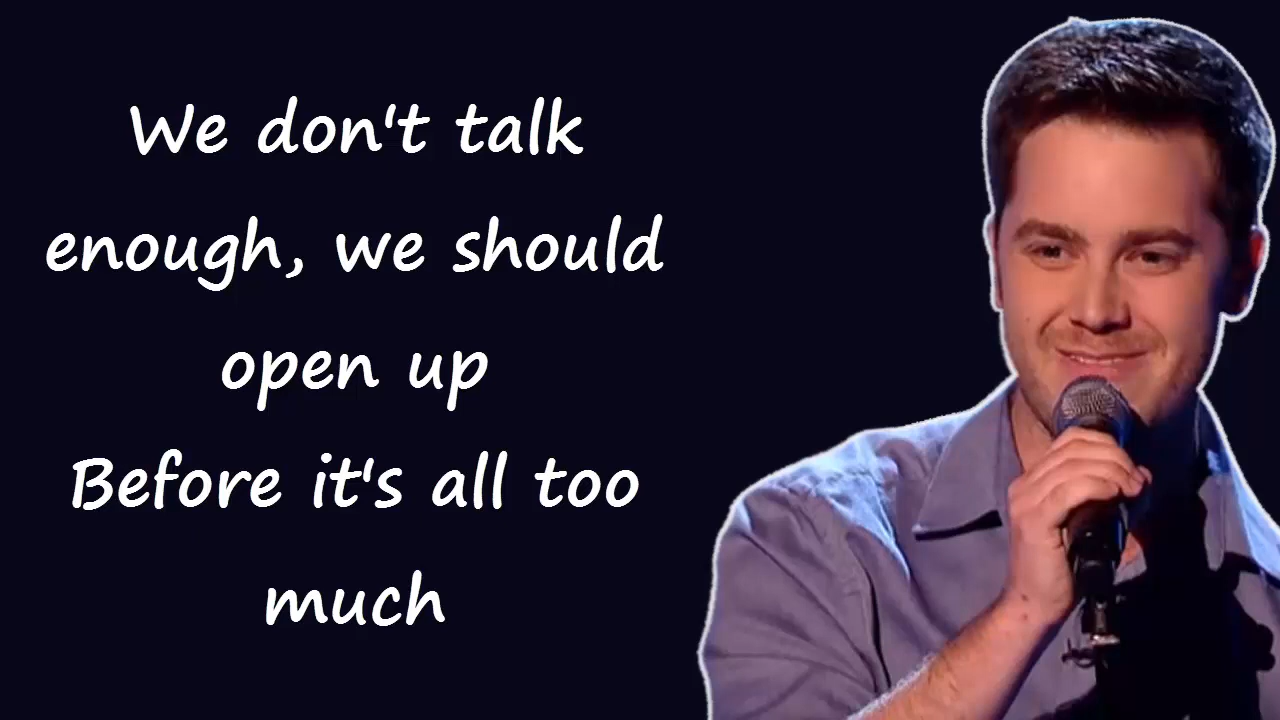 We don't talk
enough, we should
open up
Before it's all too
much